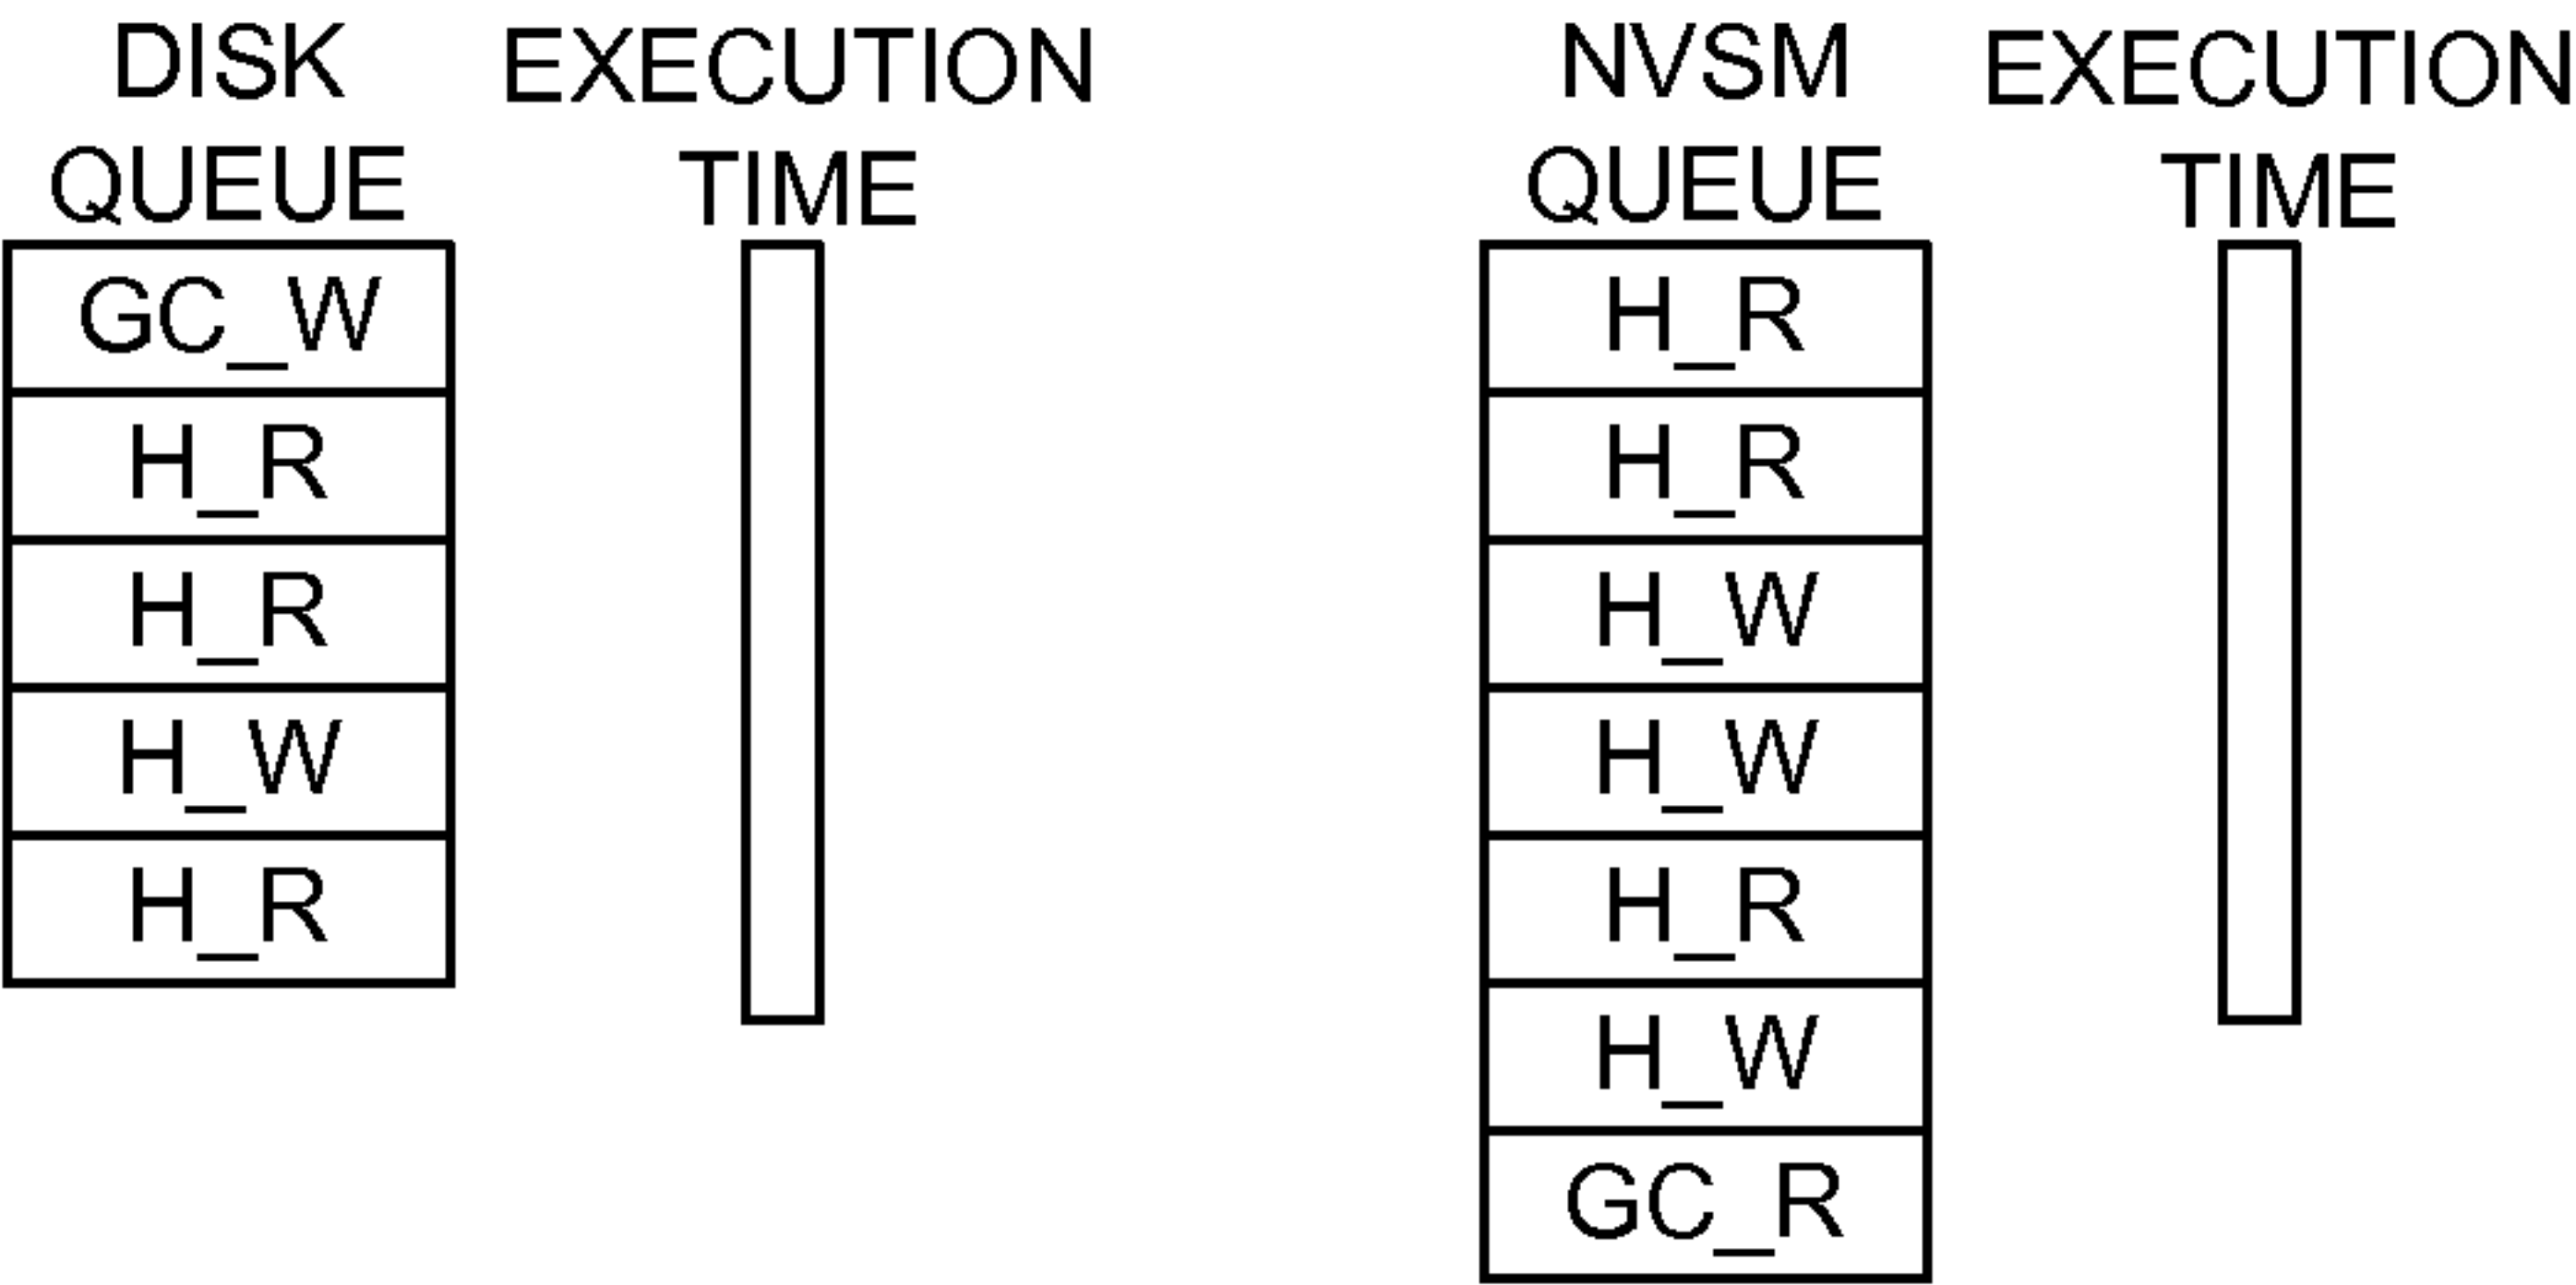 DISK
QUEUE
EXECUTION
TIME
GC_W
H_R
H_R
H_W
H_R
NVSM
QUEUE
EXECUTION
TIME
H_R
H_R
H_W
H_W
H_R
H_W
GC_R